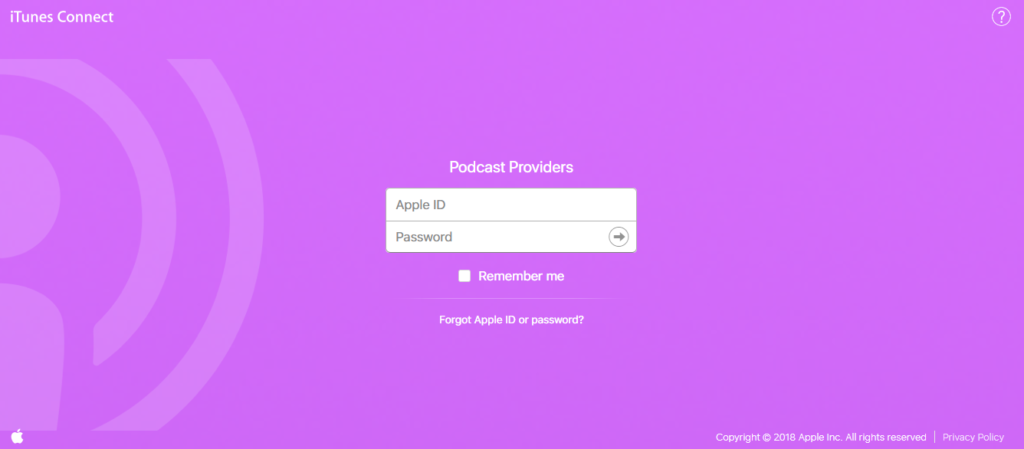 iTunes Connect
?
Podcast Providers
Apple ID
Password
Remember me
Forgot Apple ID or password?
Copyright © 2018 Apple Inc. All rights reserved | Privacy Policy